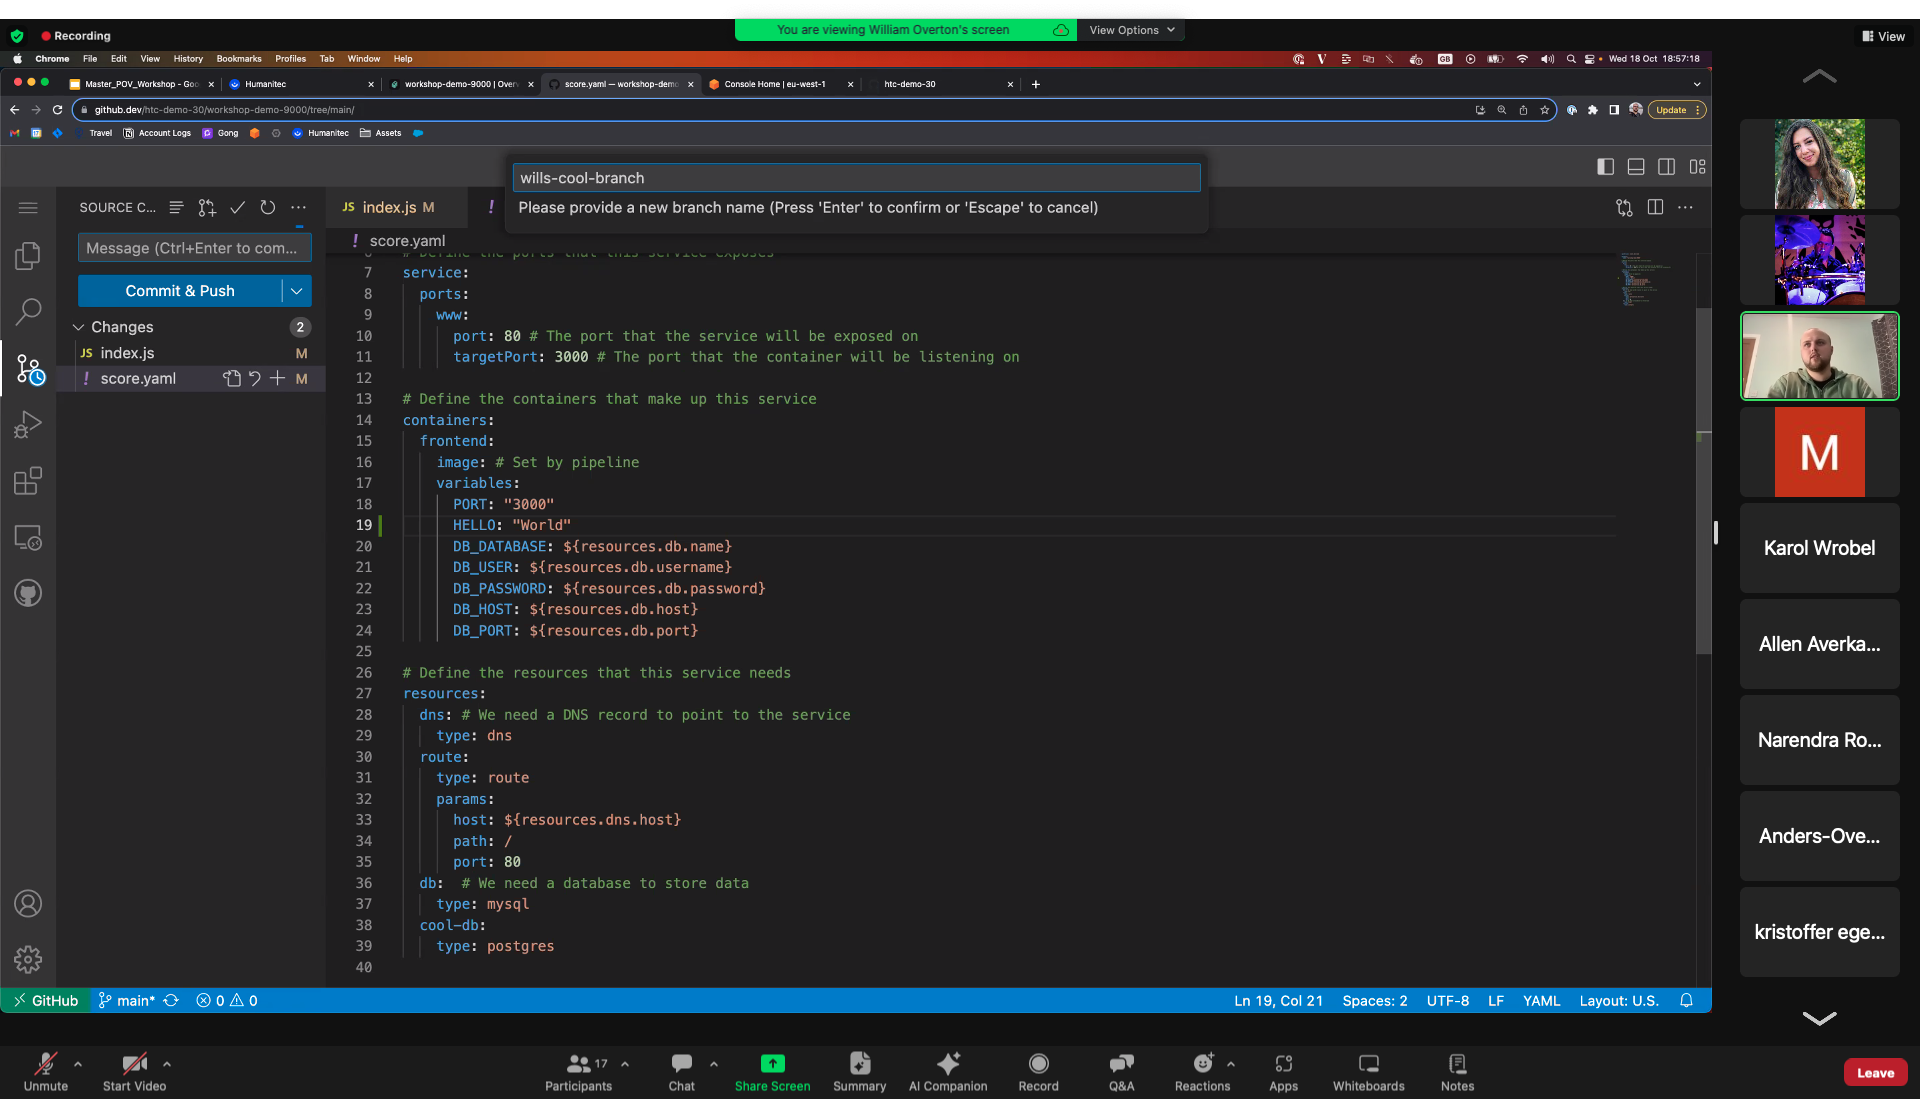 You are viewing William Overton's screen
View Options
Recording
View
Chrome File Edit View History Bookmarks Profiles Tab Window Help
GB
Wed 18 Oct 18:57:18
Master_POV_Workshop - Goo
Humanitec
workshop-demo-9000 | Over
score.yaml — workshop-demo
Console Home | eu-west-1
htc-demo-30
github.dev/htc-demo-30/workshop-demo-9000/tree/main/
Update
Travel Account Logs Gong Humanitec Assets
wills-cool-branch
Please provide a new branch name (Press 'Enter' to confirm or 'Escape' to cancel)
SOURCE C...
JS index.js M
!
Message (Ctrl+Enter to com...
Commit & Push
Changes 2
JS index.js M
! score.yaml M
! score.yaml
6 # Define the ports that this service exposes
7 service:
8 ports:
9 www:
10 port: 80 # The port that the service will be exposed on
11 targetPort: 3000 # The port that the container will be listening on
12
13 # Define the containers that make up this service
14 containers:
15 frontend:
16 image: # Set by pipeline
17 variables:
18 PORT: "3000"
19 HELLO: "World"
20 DB_DATABASE: ${resources.db.name}
21 DB_USER: ${resources.db.username}
22 DB_PASSWORD: ${resources.db.password}
23 DB_HOST: ${resources.db.host}
24 DB_PORT: ${resources.db.port}
25
26 # Define the resources that this service needs
27 resources:
28 dns: # We need a DNS record to point to the service
29 type: dns
30 route:
31 type: route
32 params:
33 host: ${resources.dns.host}
34 path: /
35 port: 80
36 db: # We need a database to store data
37 type: mysql
38 cool-db:
39 type: postgres
40
GitHub main* 0 0
Ln 19, Col 21 Spaces: 2 UTF-8 LF YAML Layout: U.S.
M
Karol Wrobel
Allen Averka...
Narendra Ro...
Anders-Ove...
kristoffer ege...
Unmute
Start Video
17
Participants
Chat
Share Screen
Summary
AI Companion
Record
Q&A
Reactions
Apps
Whiteboards
Notes
Leave